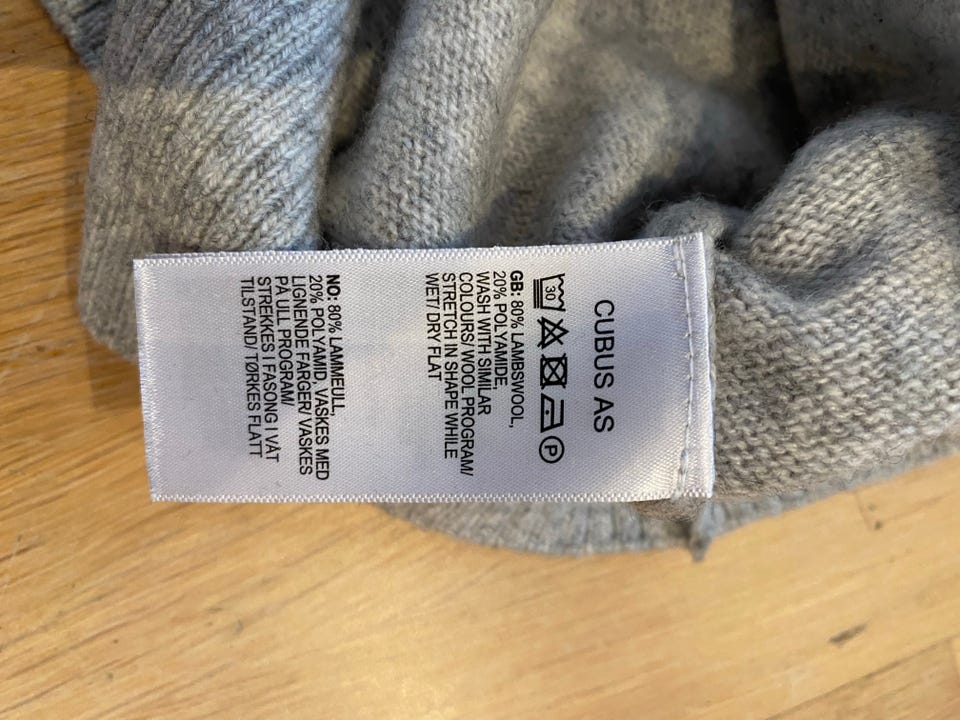 CUBUS AS
30
P
GB: 80% LAMBSWOOL,
20% POLYAMIDE,
WASH WITH SIMILAR
COLOURS/ WOOL PROGRAM/
STRETCH IN SHAPE WHILE
WET/ DRY FLAT
NO: 80% LAMMEULL,
20% POLYAMID, VASKES MED
LIGNENDE FARGER/ VASKES
PÅ ULL PROGRAM/
STREKKES I FASONG I VÅT
TILSTAND/ TØRKES FLATT